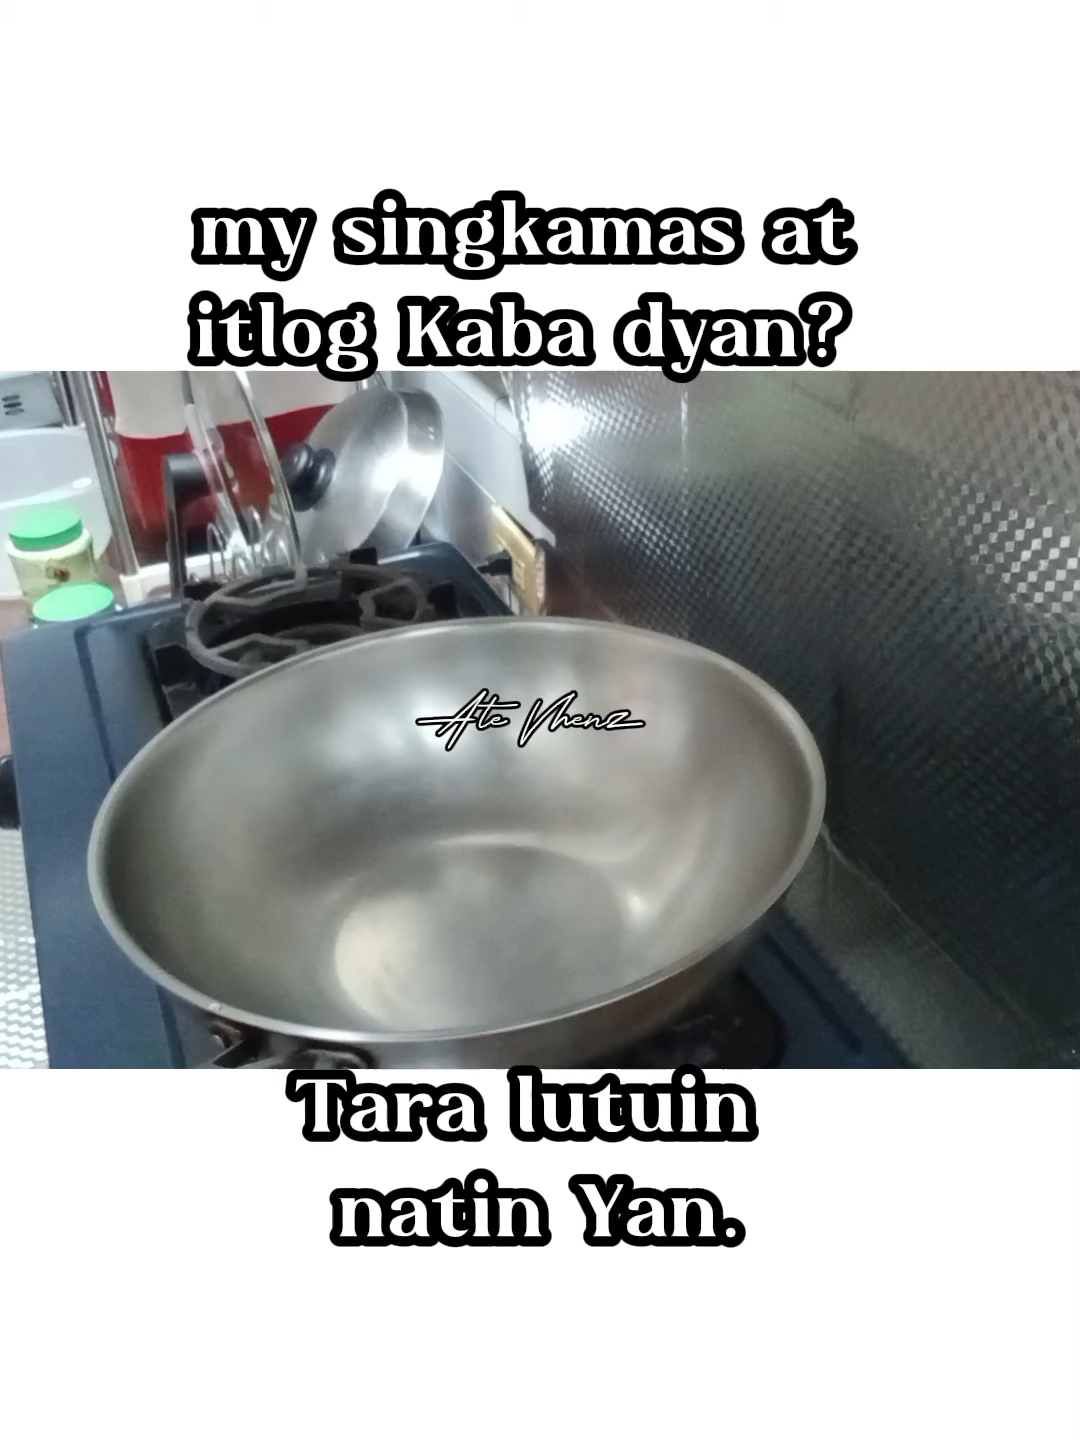 my singkamas at
itlog Kaba dyan?
Ate Vhenz
Tara lutuin
natin Yan.